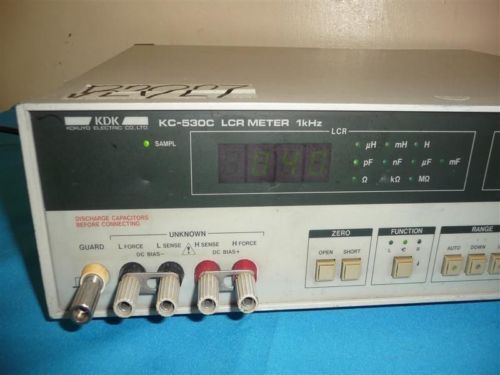 KDK
KOKUYO ELECTRIC CO., LTD.
KC-530C LCR METER 1kHz
LCR
SAMPL
μH mH H
pF nF μF mF
Ω kΩ MΩ
040
DISCHARGE CAPACITORS
BEFORE CONNECTING
UNKNOWN
GUARD L FORCE L SENSE H SENSE H FORCE
DC BIAS- DC BIAS+
ZERO
OPEN SHORT
FUNCTION
L C R
RANGE
AUTO DOWN